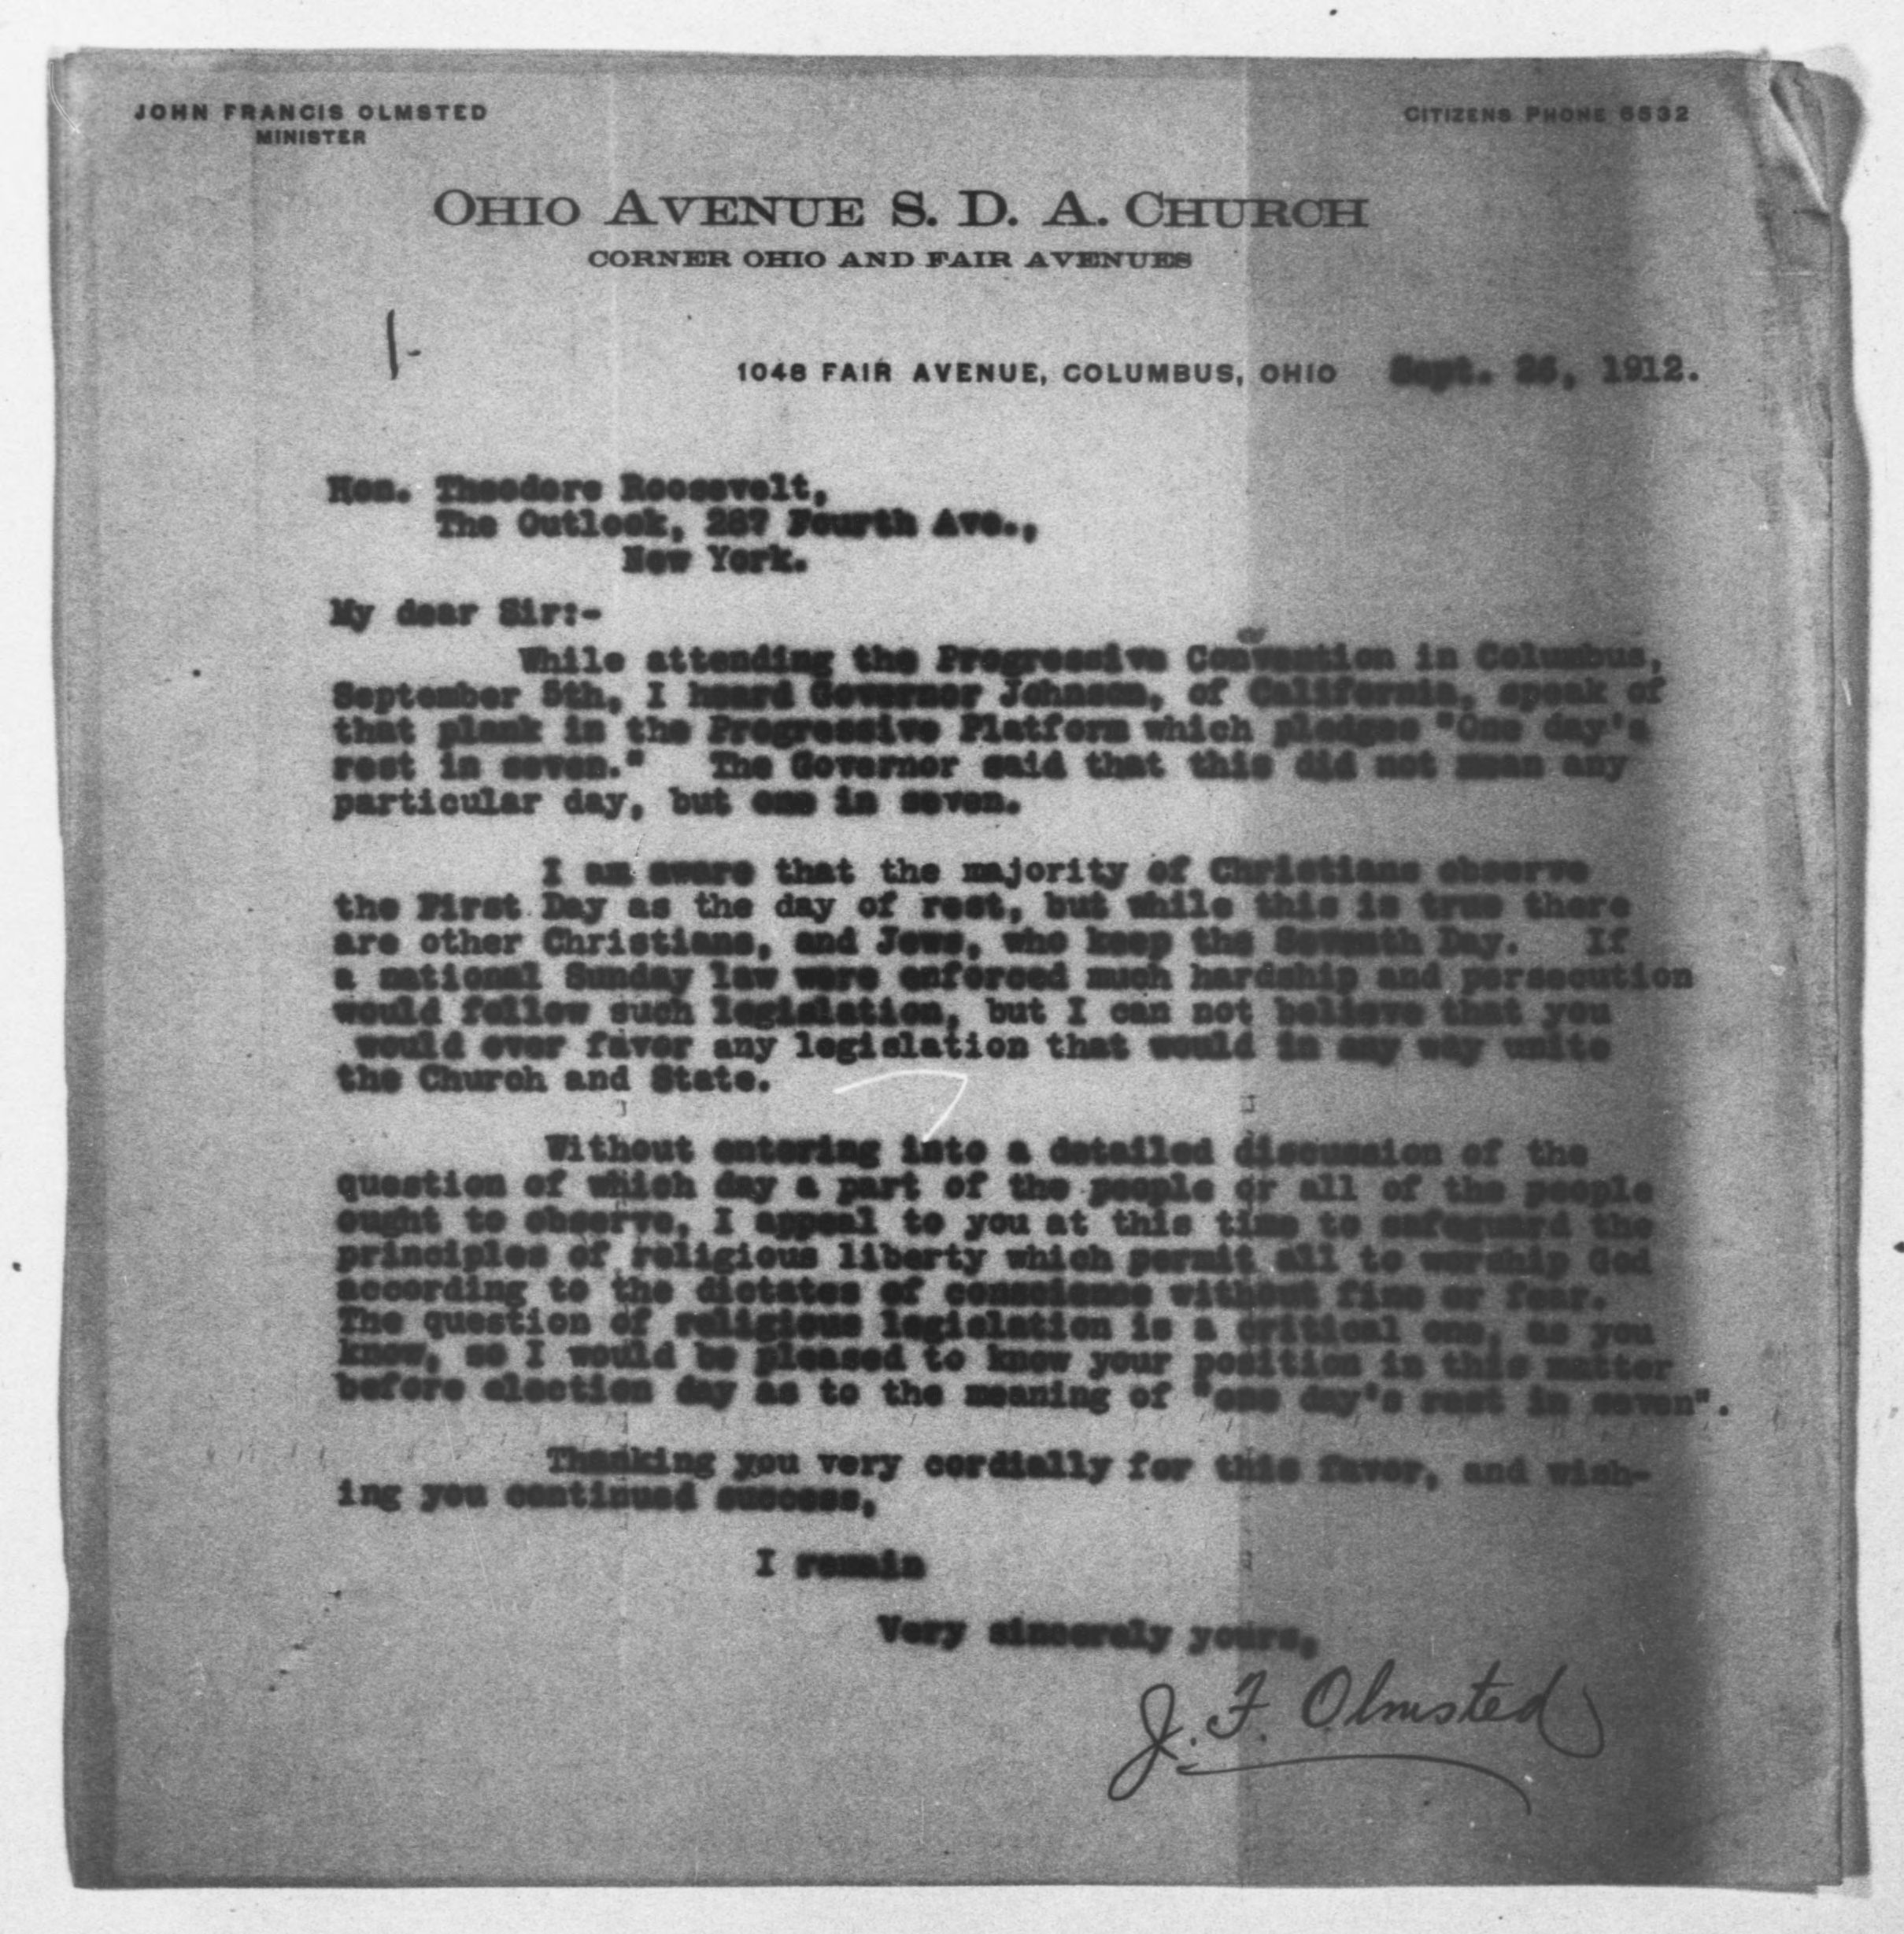 JOHN FRANCIS OLMSTED
MINISTER
CITIZENS PHONE 6532
OHIO AVENUE S. D. A. CHURCH
CORNER OHIO AND FAIR AVENUES
1-
1048 FAIR AVENUE, COLUMBUS, OHIO Sept. 26, 1912.
Hon. Theodore Roosevelt,
The Outlook, 287 Fourth Ave.,
New York.
My dear Sir:-
While attending the Progressive Convention in Columbus,
September 5th, I heard Governor Johnson, of California, speak of
that plank in the Progressive Platform which pledges "One day's
rest in seven." The Governor said that this did not mean any
particular day, but one in seven.
I am aware that the majority of Christians observe
the First Day as the day of rest, but while this is true there
are other Christians, and Jews, who keep the Seventh Day. If
a national Sunday law were enforced much hardship and persecution
would follow such legislation, but I can not believe that you
would ever favor any legislation that would in any way unite
the Church and State.
Without entering into a detailed discussion of the
question of which day a part of the people or all of the people
ought to observe, I appeal to you at this time to safeguard the
principles of religious liberty which permit all to worship God
according to the dictates of conscience without fine or fear.
The question of religious legislation is a critical one, as you
know, so I would be pleased to know your position in this matter
before election day as to the meaning of "one day's rest in seven".
Thanking you very cordially for this favor, and wish-
ing you continued success,
I remain
Very sincerely yours,
J. F. Olmsted